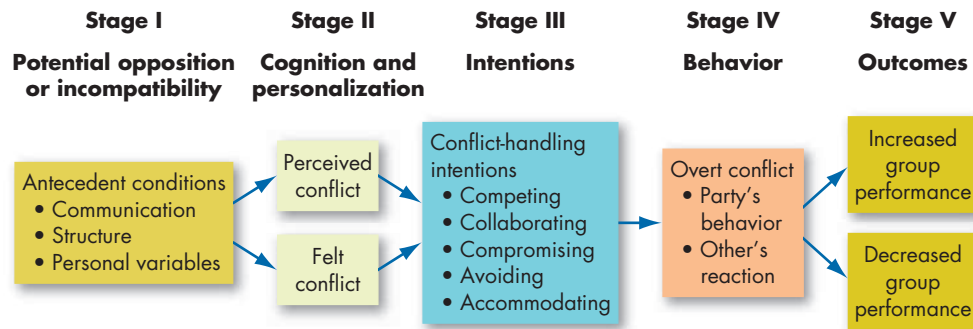 Stage I
Potential opposition
or incompatibility
Stage II
Cognition and
personalization
Stage III
Intentions
Stage IV
Behavior
Stage V
Outcomes
Antecedent conditions
• Communication
• Structure
• Personal variables
Perceived
conflict
Felt
conflict
Conflict-handling
intentions
• Competing
• Collaborating
• Compromising
• Avoiding
• Accommodating
Overt conflict
• Party's
behavior
• Other's
reaction
Increased
group
performance
Decreased
group
performance